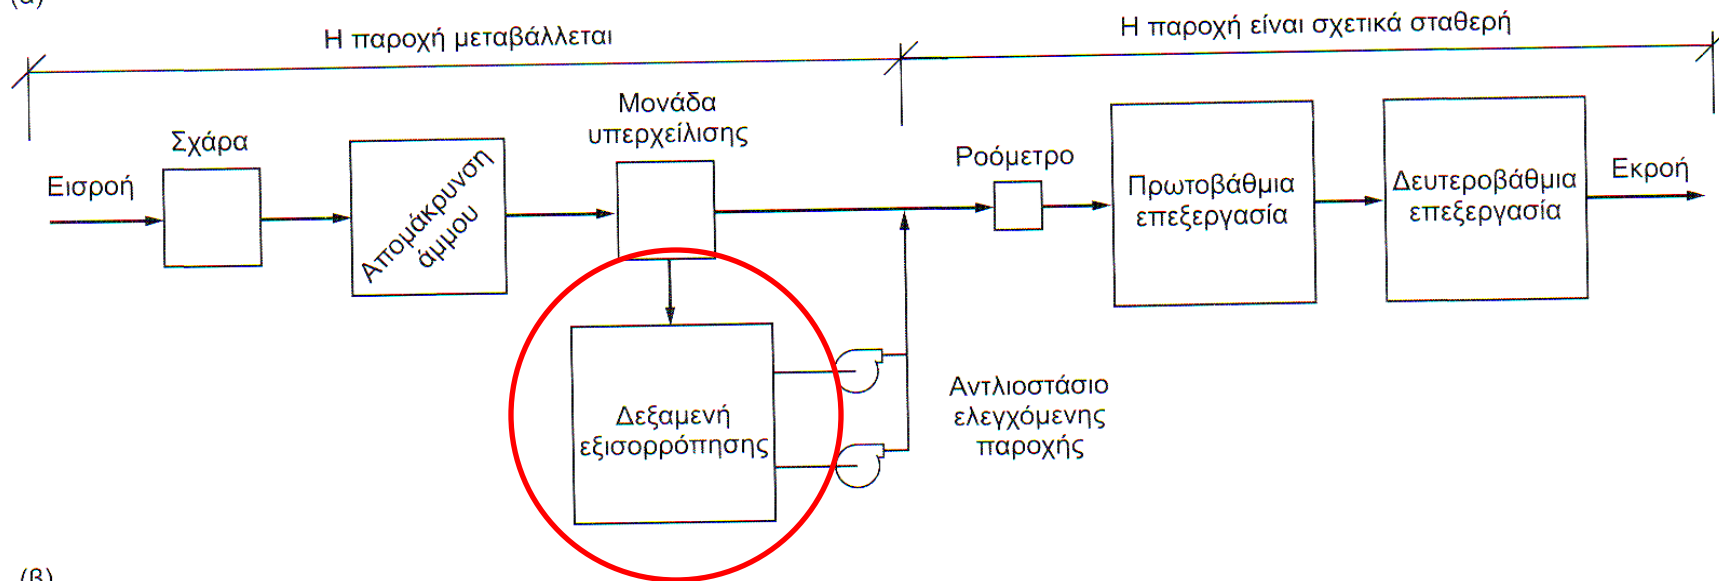 (α)
Η παροχή μεταβάλλεται
Η παροχή είναι σχετικά σταθερή
Εισροή
Σχάρα
Απομάκρυνση
άμμου
Μονάδα
υπερχείλισης
Ροόμετρο
Πρωτοβάθμια
επεξεργασία
Δευτεροβάθμια
επεξεργασία
Εκροή
Δεξαμενή
εξισορρόπησης
Αντλιοστάσιο
ελεγχόμενης
παροχής
(β)